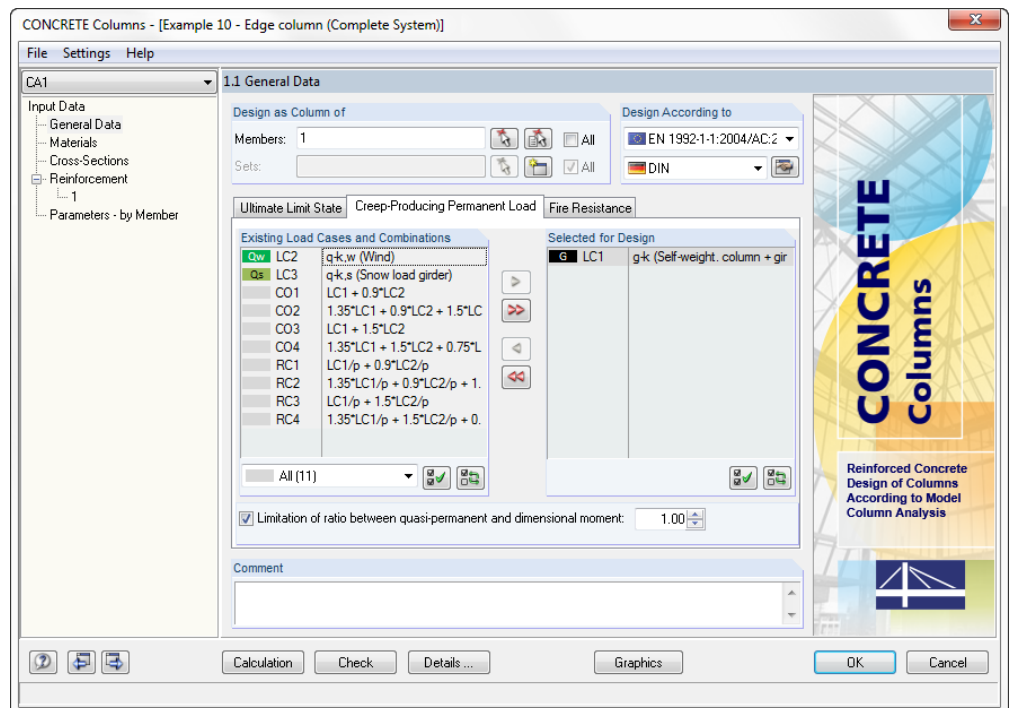 CONCRETE Columns - [Example 10 - Edge column (Complete System)]
File Settings Help
CA1
1.1 General Data
Input Data
General Data
Materials
Cross-Sections
Reinforcement
1
Parameters - by Member
Design as Column of
Members: 1 All
Sets: All
Design According to
EN 1992-1-1:2004/AC:2
DIN
Ultimate Limit State Creep-Producing Permanent Load Fire Resistance
Existing Load Cases and Combinations
Qw LC2 g-k,w (Wind)
Qs LC3 q-k,s (Snow load girder)
CO1 LC1 + 0.9*LC2
CO2 1.35*LC1 + 0.9*LC2 + 1.5*LC
CO3 LC1 + 1.5*LC2
CO4 1.35*LC1 + 1.5*LC2 + 0.75*L
RC1 LC1/p + 0.9*LC2/p
RC2 1.35*LC1/p + 0.9*LC2/p + 1.
RC3 LC1/p + 1.5*LC2/p
RC4 1.35*LC1/p + 1.5*LC2/p + 0.
All (11)
Selected for Design
G LC1 g-k (Self-weight. column + gir
Limitation of ratio between quasi-permanent and dimensional moment: 1.00
Comment
CONCRETE
Columns
Reinforced Concrete
Design of Columns
According to Model
Column Analysis
Calculation Check Details ... Graphics OK Cancel